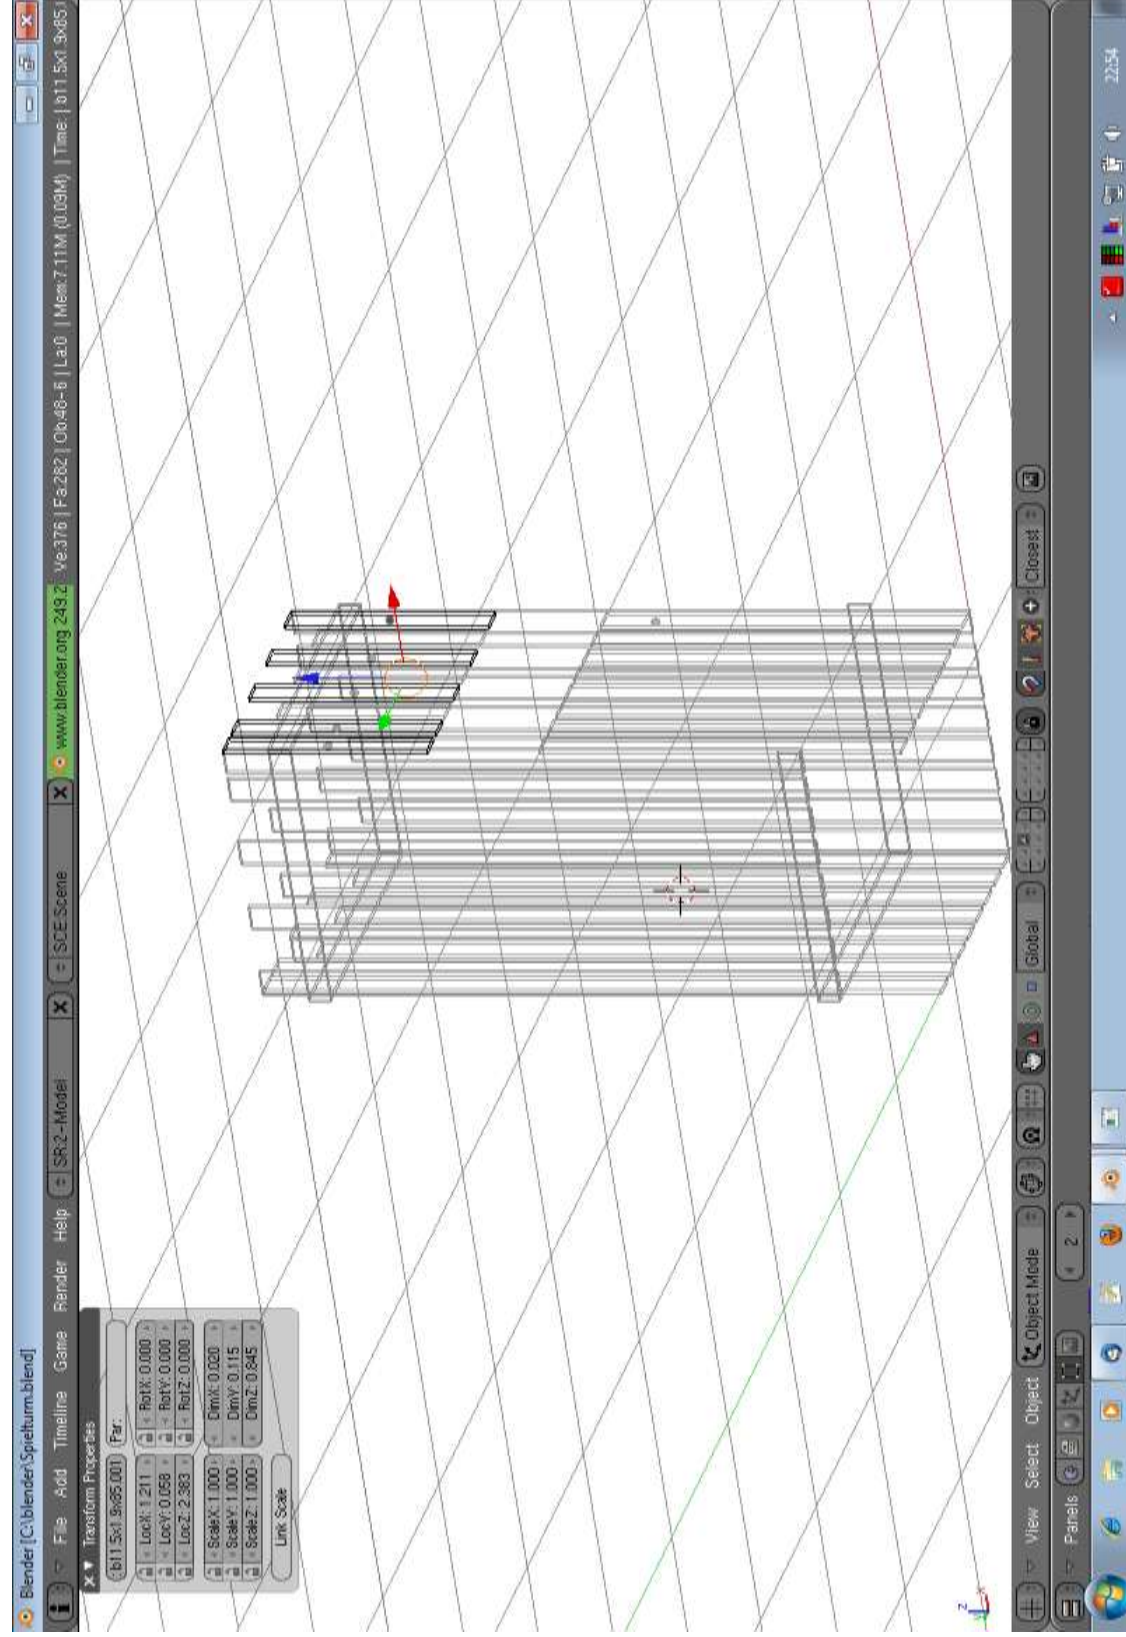 Blender [C:\blender\Spielturm.blend]
File Add Timeline Game Render Help SR:2-Model X SCE:Scene X www.blender.org 249.2 Ve:376 | Fa:282 | Ob:48-6 | La:0 | Mem:7.11M (0.09M) | Time: | b11.5x1.9x85.
X Transform Properties
:b11.5x1.9x85.001 Par:
LocX: 1.211 RotX: 0.000
LocY: 0.058 RotY: 0.000
LocZ: 2.383 RotZ: 0.000
ScaleX: 1.000 DimX: 0.020
ScaleY: 1.000 DimY: 0.115
ScaleZ: 1.000 DimZ: 0.845
Link Scale
z
x
View Select Object Object Mode Global Closest
Panels 2
22:54